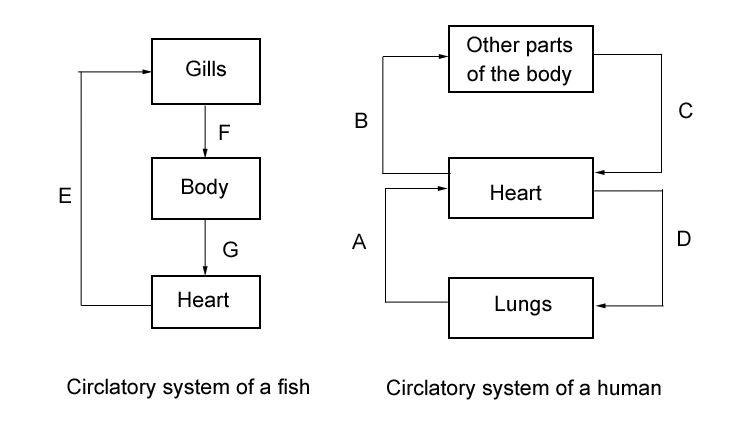 Gills
F
Body
E
G
Heart
Circlatory system of a fish
Other parts
of the body
B
C
Heart
A
D
Lungs
Circlatory system of a human